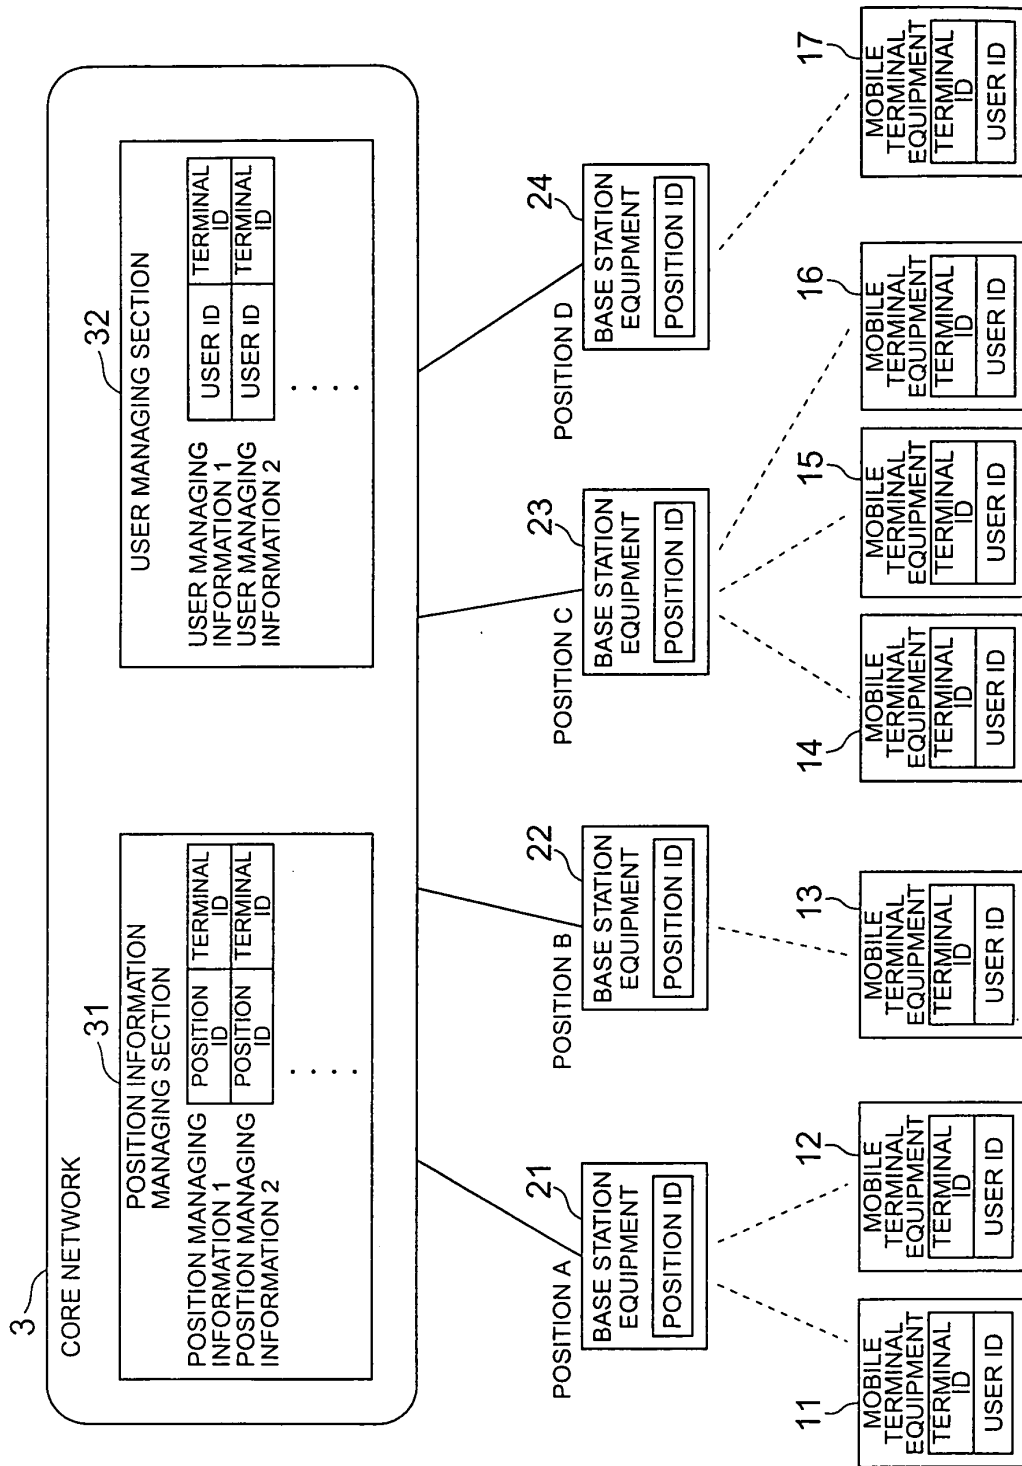 3
CORE NETWORK
31
POSITION INFORMATION
MANAGING SECTION
POSITION MANAGING
INFORMATION 1
POSITION
ID
TERMINAL
ID
POSITION MANAGING
INFORMATION 2
POSITION
ID
TERMINAL
ID
. . . .
32
USER MANAGING SECTION
USER MANAGING
INFORMATION 1
USER ID
TERMINAL
ID
USER MANAGING
INFORMATION 2
USER ID
TERMINAL
ID
. . . .
POSITION A
21
BASE STATION
EQUIPMENT
POSITION ID
POSITION B
22
BASE STATION
EQUIPMENT
POSITION ID
POSITION C
23
BASE STATION
EQUIPMENT
POSITION ID
POSITION D
24
BASE STATION
EQUIPMENT
POSITION ID
11
MOBILE
TERMINAL
EQUIPMENT
TERMINAL
ID
USER ID
12
MOBILE
TERMINAL
EQUIPMENT
TERMINAL
ID
USER ID
13
MOBILE
TERMINAL
EQUIPMENT
TERMINAL
ID
USER ID
14
MOBILE
TERMINAL
EQUIPMENT
TERMINAL
ID
USER ID
15
MOBILE
TERMINAL
EQUIPMENT
TERMINAL
ID
USER ID
16
MOBILE
TERMINAL
EQUIPMENT
TERMINAL
ID
USER ID
17
MOBILE
TERMINAL
EQUIPMENT
TERMINAL
ID
USER ID